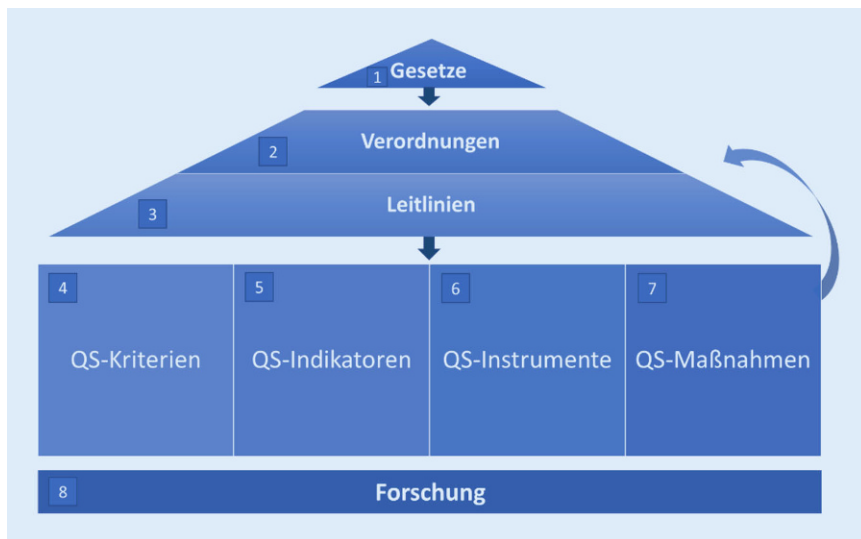 1 Gesetze
2 Verordnungen
3 Leitlinien
4 5 6 7
QS-Kriterien QS-Indikatoren QS-Instrumente QS-Maßnahmen
8 Forschung